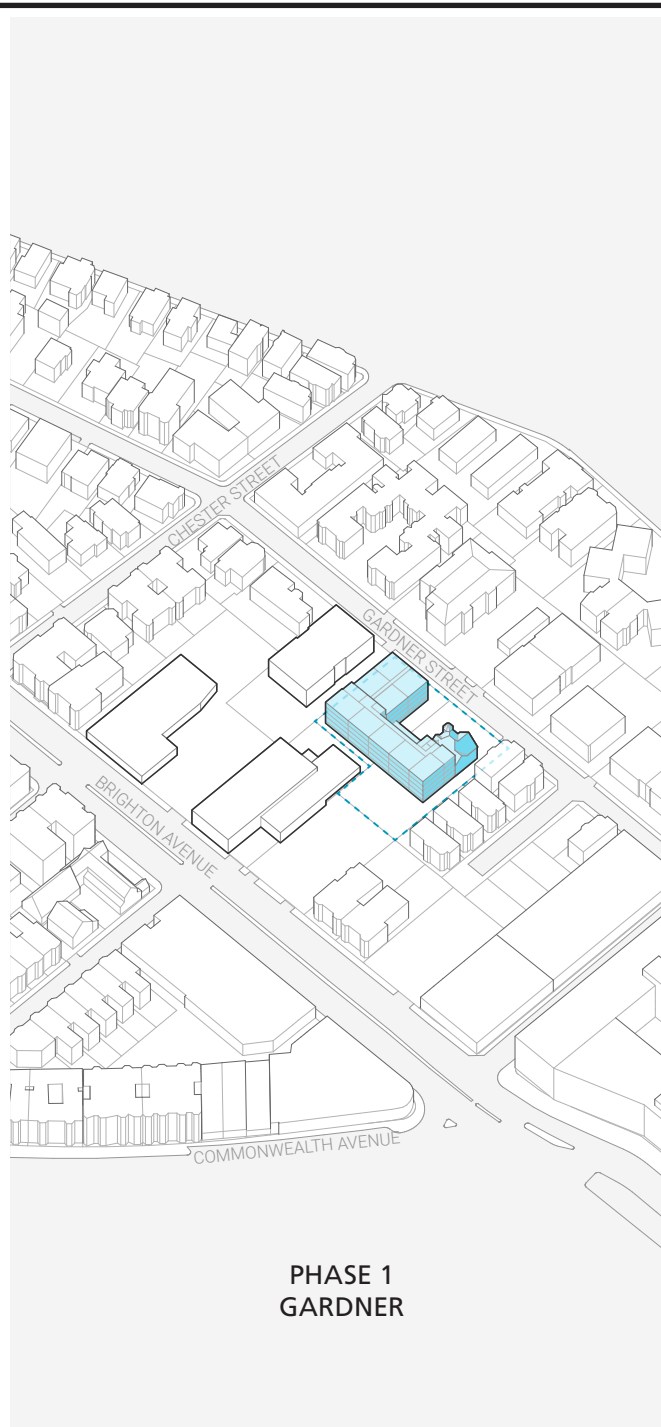 CHESTER STREET
GARDNER STREET
BRIGHTON AVENUE
COMMONWEALTH AVENUE
PHASE 1
GARDNER